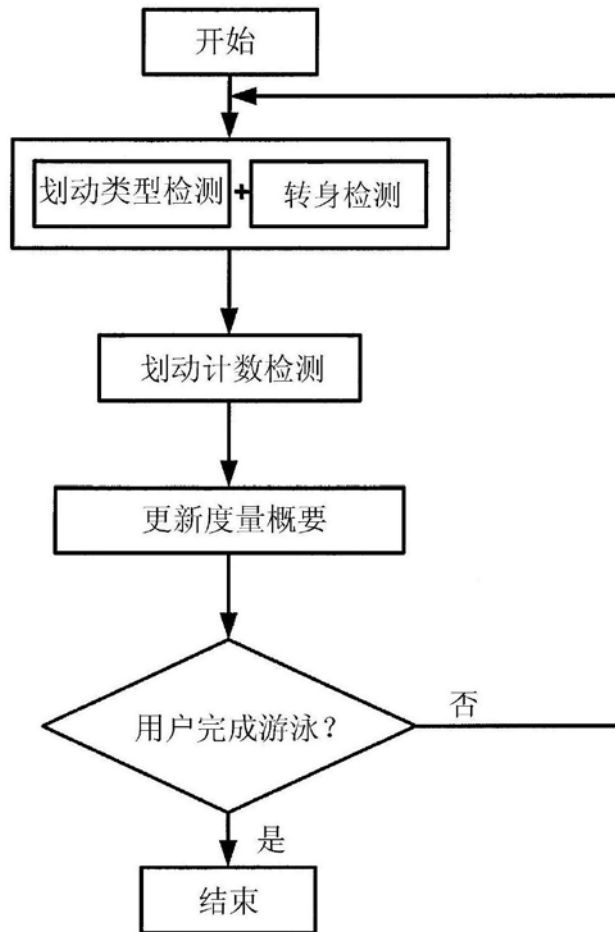 开始
划动类型检测 + 转身检测
划动计数检测
更新度量概要
用户完成游泳?
否
是
结束